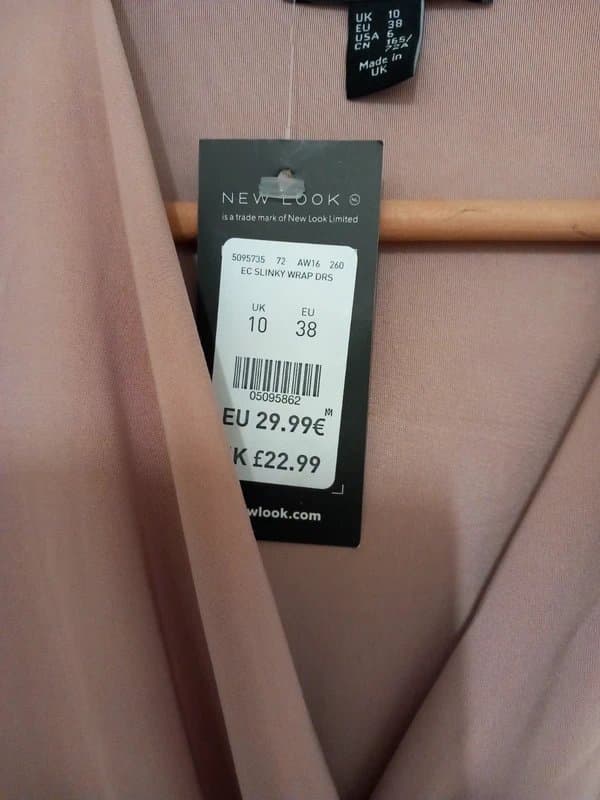 UK 10
EU 38
USA 6
CN 165/
72A
Made in
UK
NEW LOOK
is a trade mark of New Look Limited
5095735 72 AW16 260
EC SLINKY WRAP DRS
UK EU
10 38
05095862
EU 29.99€
K £22.99
wlook.com